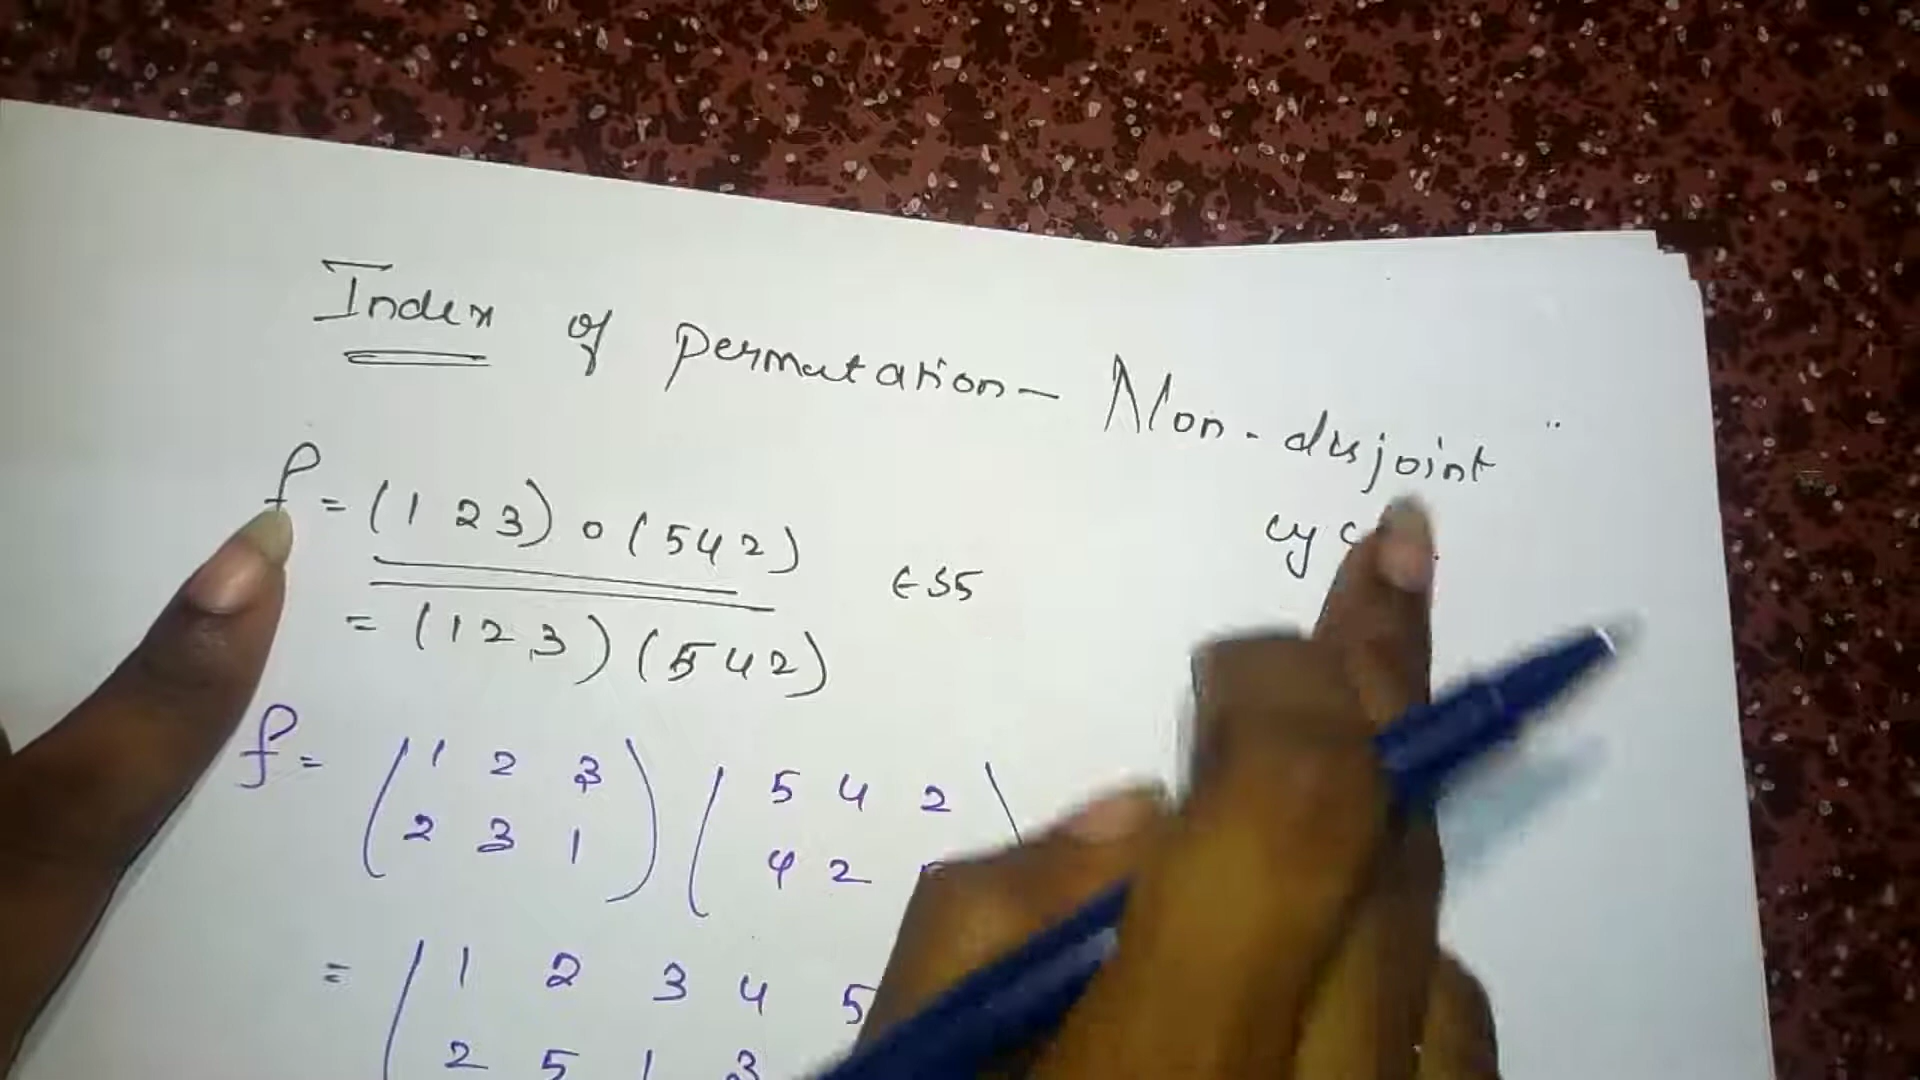 Index of permutation - Non-disjoint
f = (1 2 3) o (5 4 2) ∈ S5
= (1 2 3) (5 4 2)
f = ( 1 2 3 ) ( 5 4 2 )
2 3 1 4 2
= ( 1 2 3 4 5
2 5 1 3